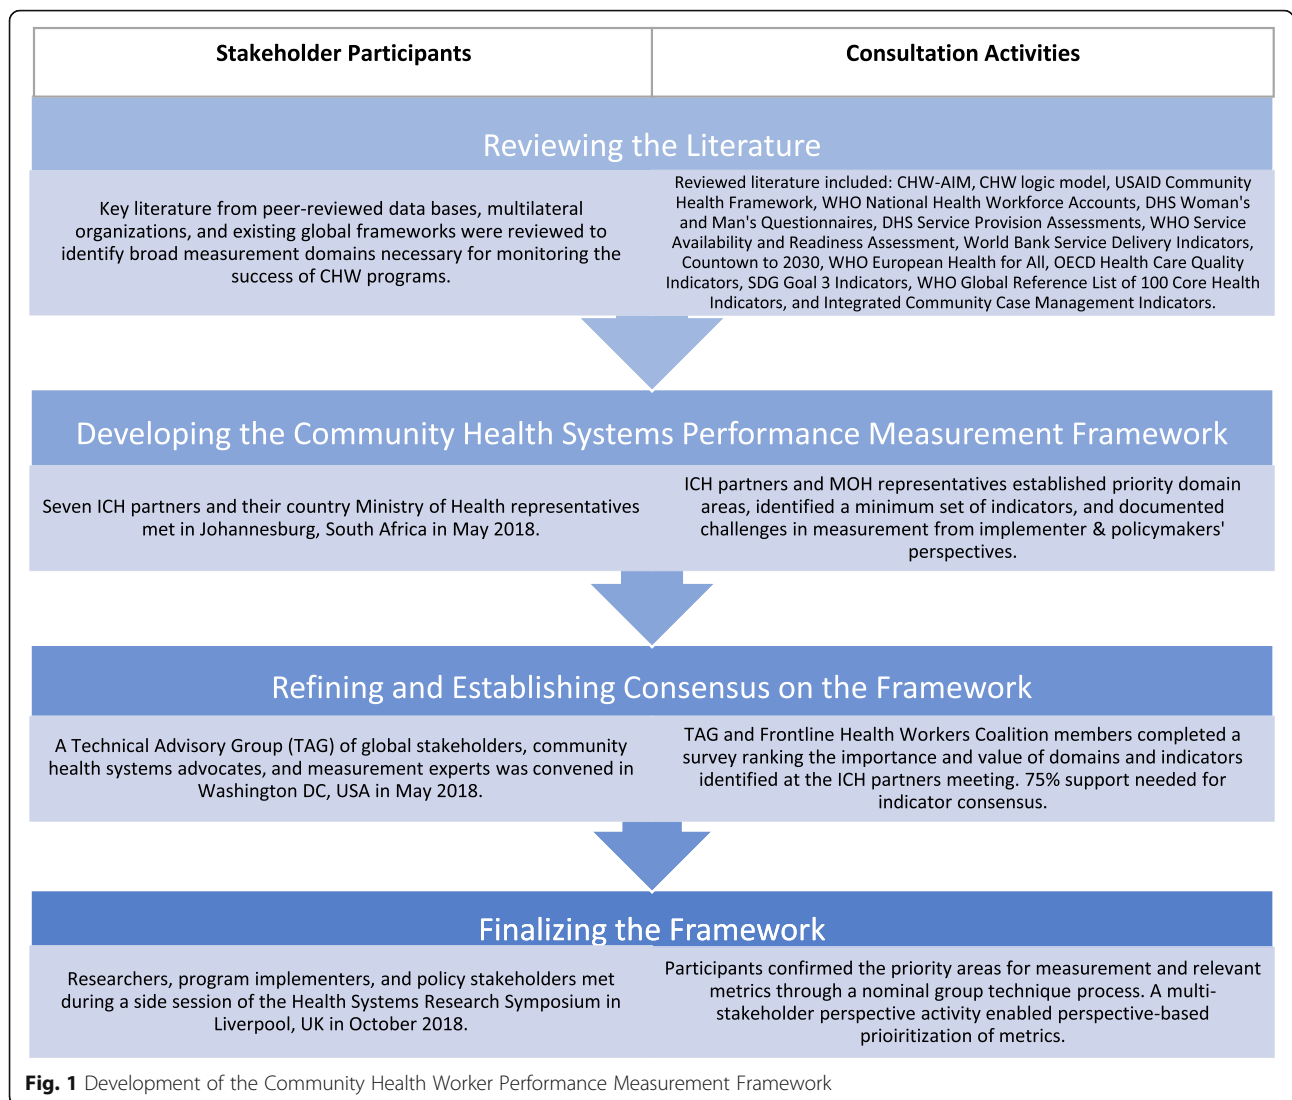 Stakeholder Participants
Consultation Activities
Reviewing the Literature
Key literature from peer-reviewed data bases, multilateral
organizations, and existing global frameworks were reviewed to
identify broad measurement domains necessary for monitoring the
success of CHW programs.
Reviewed literature included: CHW-AIM, CHW logic model, USAID Community
Health Framework, WHO National Health Workforce Accounts, DHS Woman's
and Man's Questionnaires, DHS Service Provision Assessments, WHO Service
Availability and Readiness Assessment, World Bank Service Delivery Indicators,
Countown to 2030, WHO European Health for All, OECD Health Care Quality
Indicators, SDG Goal 3 Indicators, WHO Global Reference List of 100 Core Health
Indicators, and Integrated Community Case Management Indicators.
Developing the Community Health Systems Performance Measurement Framework
Seven ICH partners and their country Ministry of Health representatives
met in Johannesburg, South Africa in May 2018.
ICH partners and MOH representatives established priority domain
areas, identified a minimum set of indicators, and documented
challenges in measurement from implementer & policymakers'
perspectives.
Refining and Establishing Consensus on the Framework
A Technical Advisory Group (TAG) of global stakeholders, community
health systems advocates, and measurement experts was convened in
Washington DC, USA in May 2018.
TAG and Frontline Health Workers Coalition members completed a
survey ranking the importance and value of domains and indicators
identified at the ICH partners meeting. 75% support needed for
indicator consensus.
Finalizing the Framework
Researchers, program implementers, and policy stakeholders met
during a side session of the Health Systems Research Symposium in
Liverpool, UK in October 2018.
Participants confirmed the priority areas for measurement and relevant
metrics through a nominal group technique process. A multi-
stakeholder perspective activity enabled perspective-based
prioiritization of metrics.
Fig. 1 Development of the Community Health Worker Performance Measurement Framework